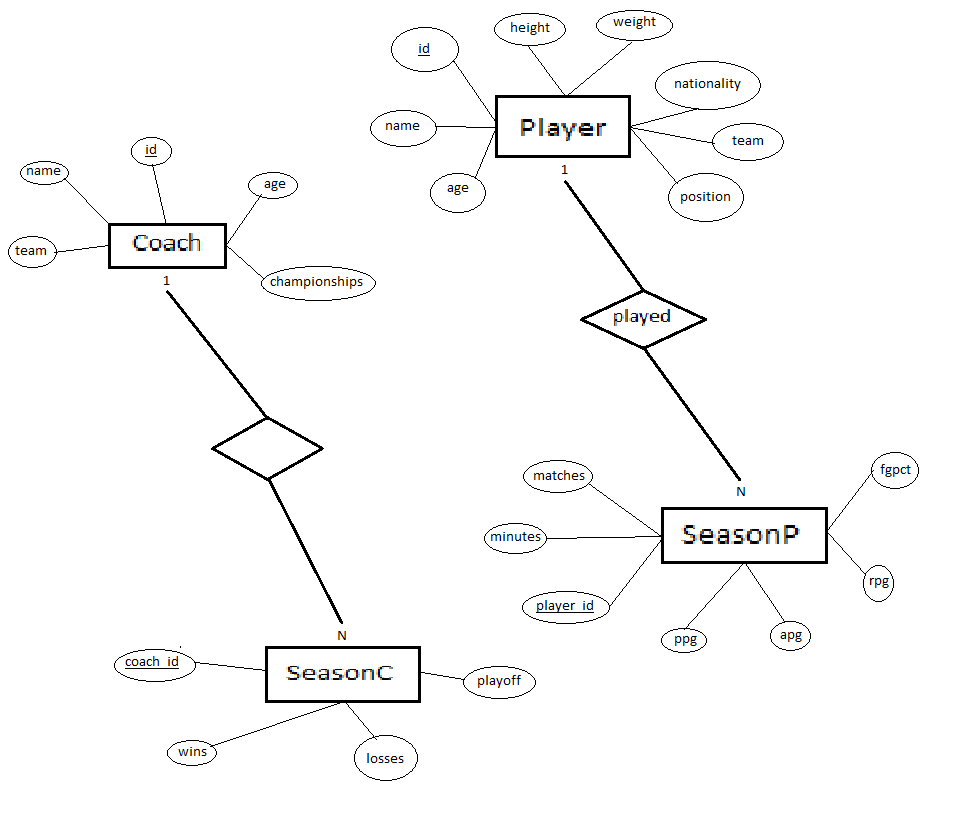 weight
height
id
nationality
name
Player
team
age
position
1
id
name
age
Coach
team
championships
1
played
fgpct
matches
N
minutes
SeasonP
rpg
player_id
ppg
apg
N
coach_id
SeasonC
playoff
wins
losses